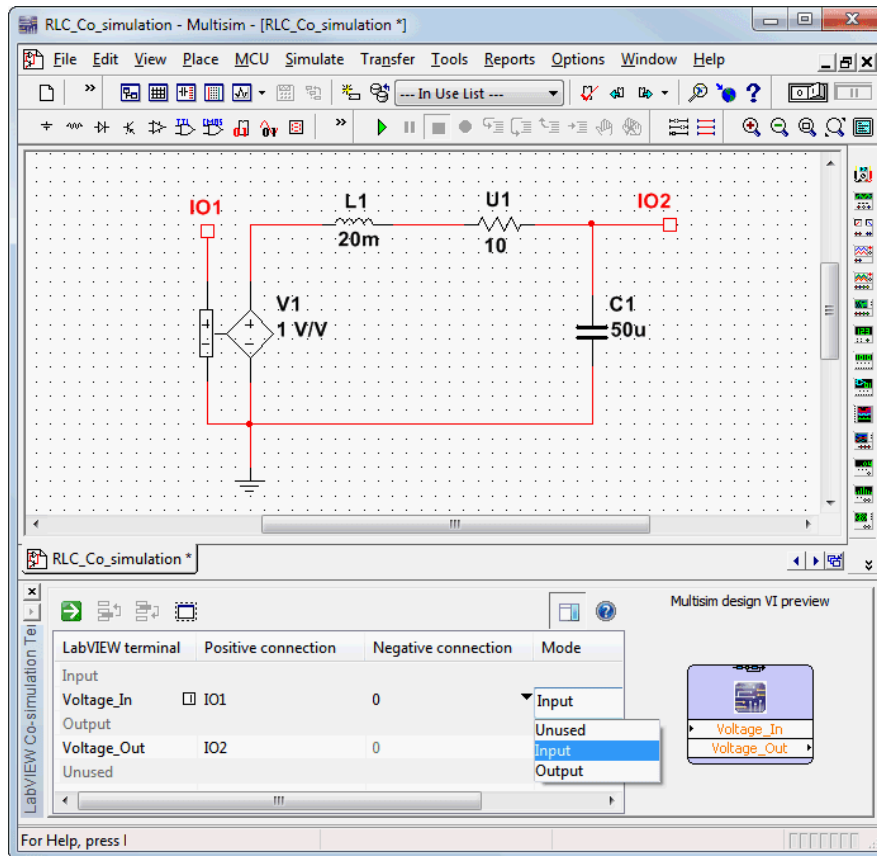 RLC_Co_simulation - Multisim - [RLC_Co_simulation *]
File Edit View Place MCU Simulate Transfer Tools Reports Options Window Help
--- In Use List ---
IO1
L1
20m
U1
10
IO2
V1
1 V/V
C1
50u
RLC_Co_simulation *
LabVIEW Co-simulation Te
Multisim design VI preview
LabVIEW terminal Positive connection Negative connection Mode
Input
Voltage_In IO1 0 Input
Output
Voltage_Out IO2 0
Unused
Unused
Input
Output
Voltage_In
Voltage_Out
For Help, press I